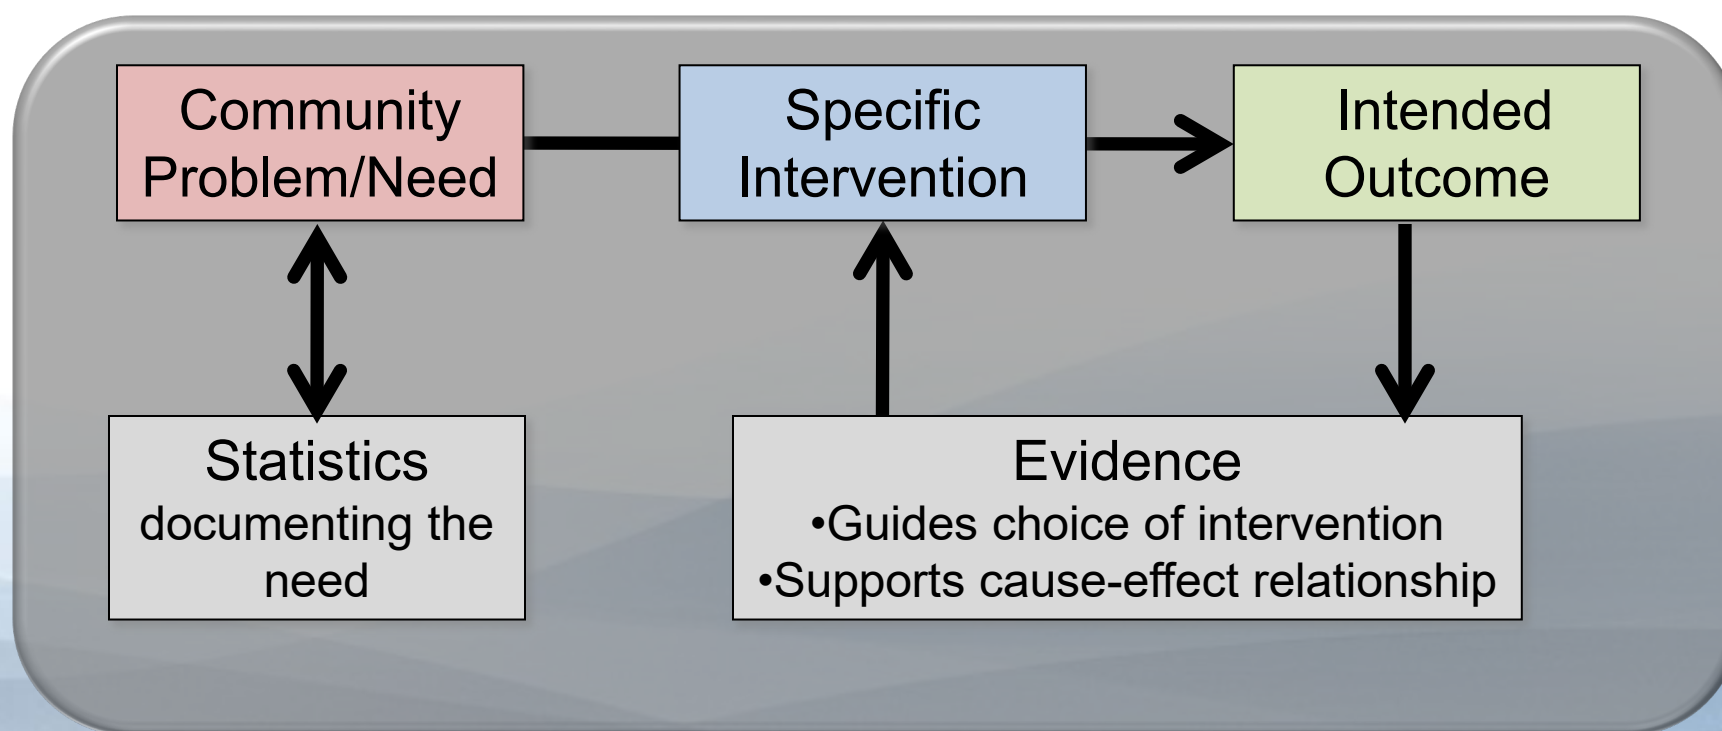 Community
Problem/Need
Specific
Intervention
Intended
Outcome
Statistics
documenting the
need
Evidence
•Guides choice of intervention
•Supports cause-effect relationship